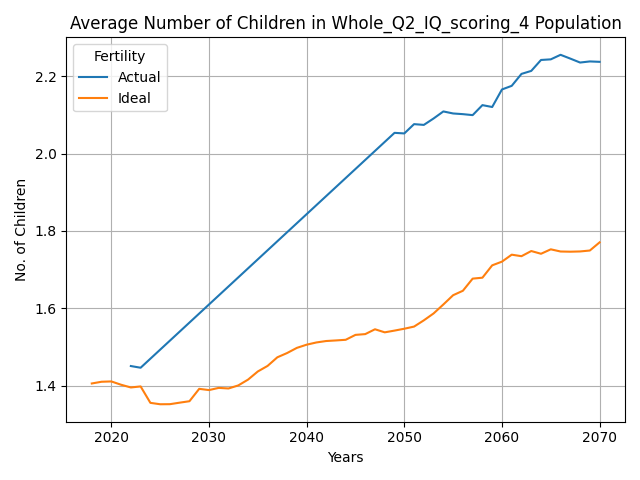 Average Number of Children in Whole_Q2_IQ_scoring_4 Population
Fertility
Actual
Ideal
No. of Children
2.2
2.0
1.8
1.6
1.4
2020 2030 2040 2050 2060 2070
Years